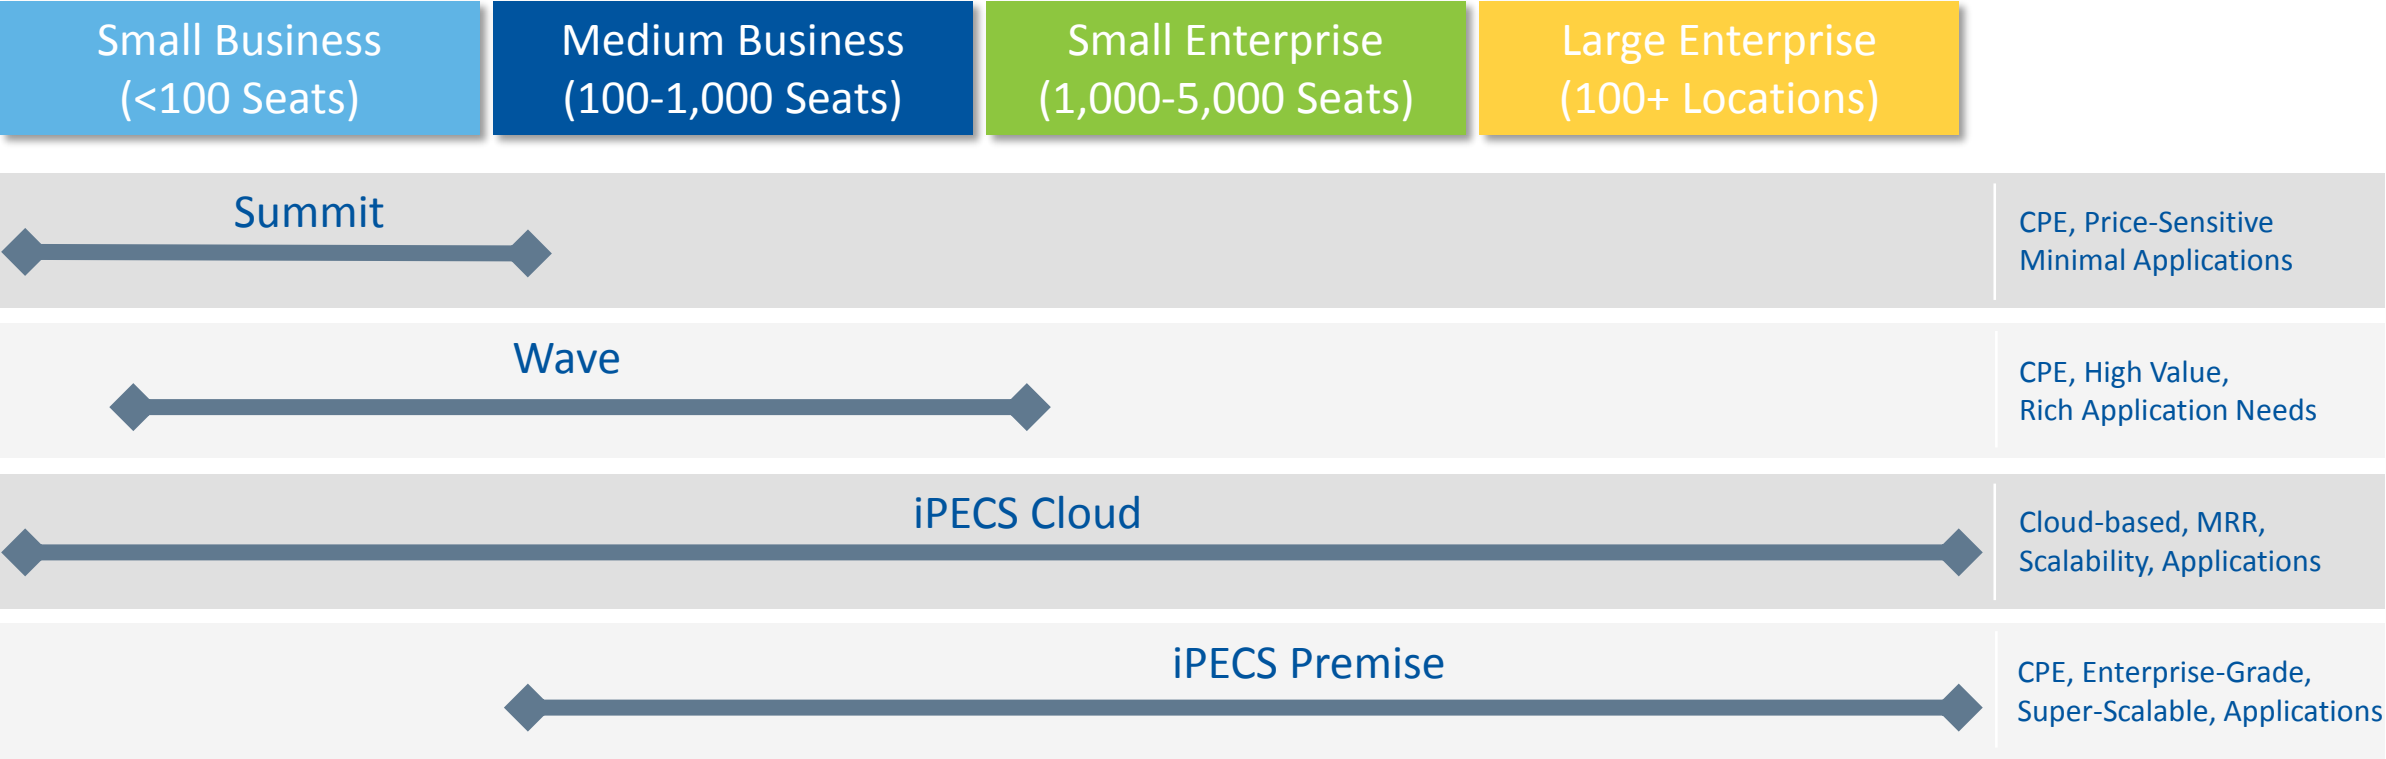 Small Business
(<100 Seats)
Medium Business
(100-1,000 Seats)
Small Enterprise
(1,000-5,000 Seats)
Large Enterprise
(100+ Locations)
Summit
CPE, Price-Sensitive
Minimal Applications
Wave
CPE, High Value,
Rich Application Needs
iPECS Cloud
Cloud-based, MRR,
Scalability, Applications
iPECS Premise
CPE, Enterprise-Grade,
Super-Scalable, Applications